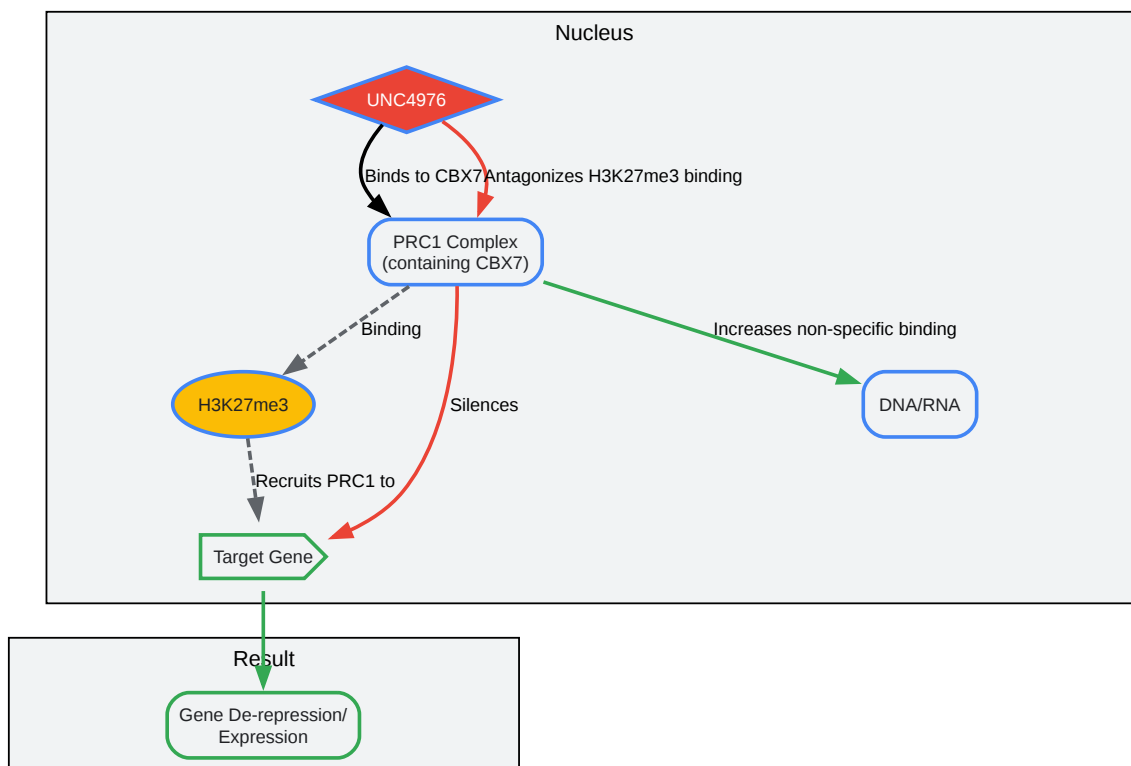 Nucleus
UNC4976
Binds to CBX7
Antagonizes H3K27me3 binding
PRC1 Complex
(containing CBX7)
Binding
Increases non-specific binding
H3K27me3
Silences
DNA/RNA
Recruits PRC1 to
Target Gene
Result
Gene De-repression/
Expression